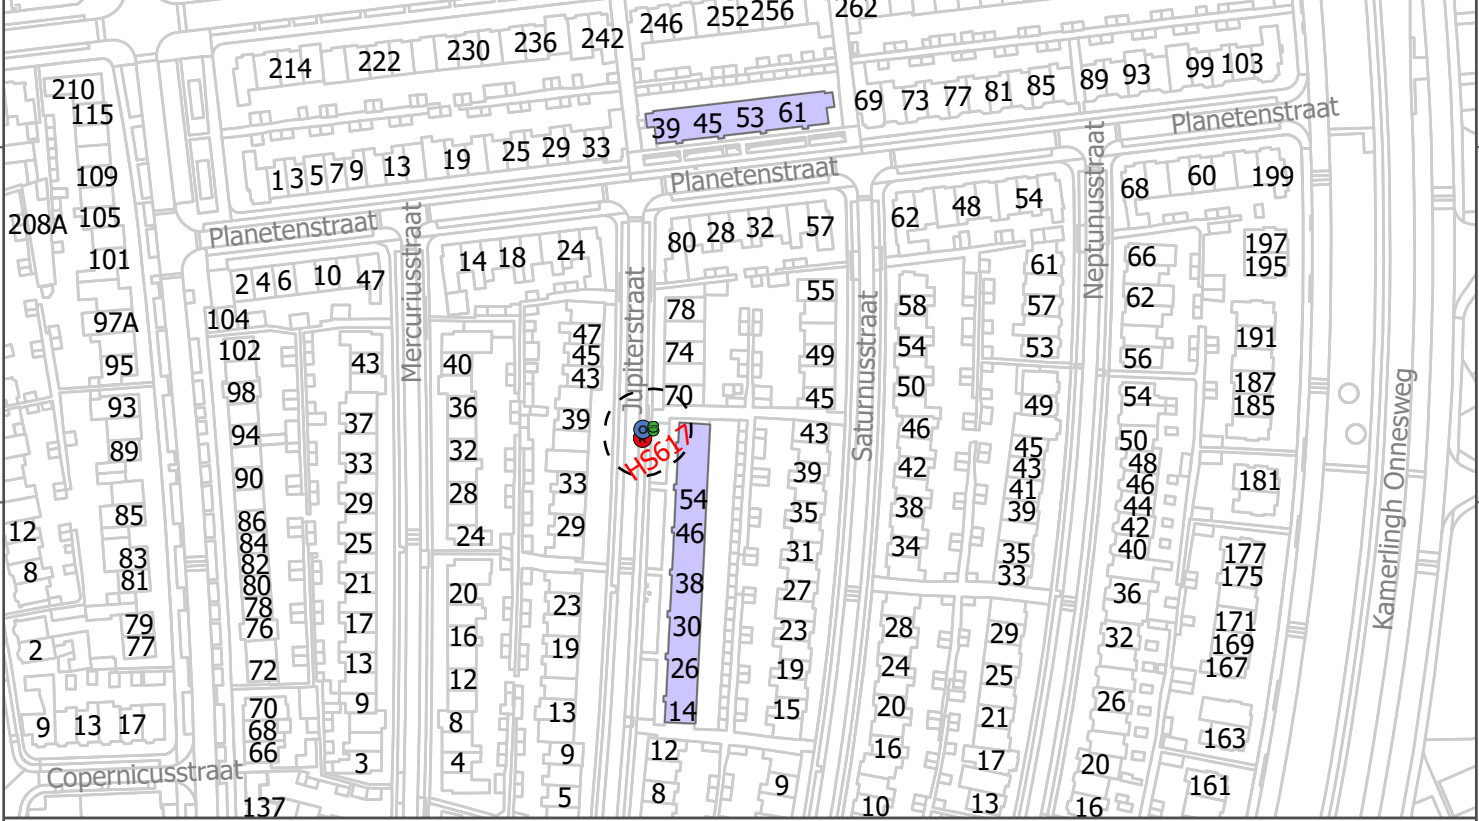 246 252 256 262
214 222 230 236 242
210
115
39 45 53 61
69 73 77 81 85 89 93 99 103
Planetenstraat
1 3 5 7 9 13 19 25 29 33
Planetenstraat
109
68 60 199
208A 105
Planetenstraat
80 28 32 57
62 48 54
Neptunusstraat
101
Mercuriusstraat
14 18 24
2 4 6 10 47
Jupiterstraat
61 66 197
195
78 55
58 57 62
97A
104
102
95
43 40
47
45
43
74 49
Saturnusstraat
54 53 56 191
98
93
37 36 39
70 45
50 49 54 187
185
Kamerlingh Onnesweg
94
89
33 32
HS617
43
46 45 50
43 48
41 46
39 44
42
40
90
29 28 33
54 39 42 181
12 85 86
84
82
80
78
76
25 24 29
46 35 38
8 83
81
21 20 23
38 31 34 35
33
177
175
27 36
79
77
2
17 16 19
30 23 28 29 32 171
169
167
72
13 12
26 19 24 25
9 13 17
70
68
66
9 8 13
14 15 20 21 26
163
Copernicusstraat
3 4 9
12 16 17 20
137
5 8 9 10 13 16 161